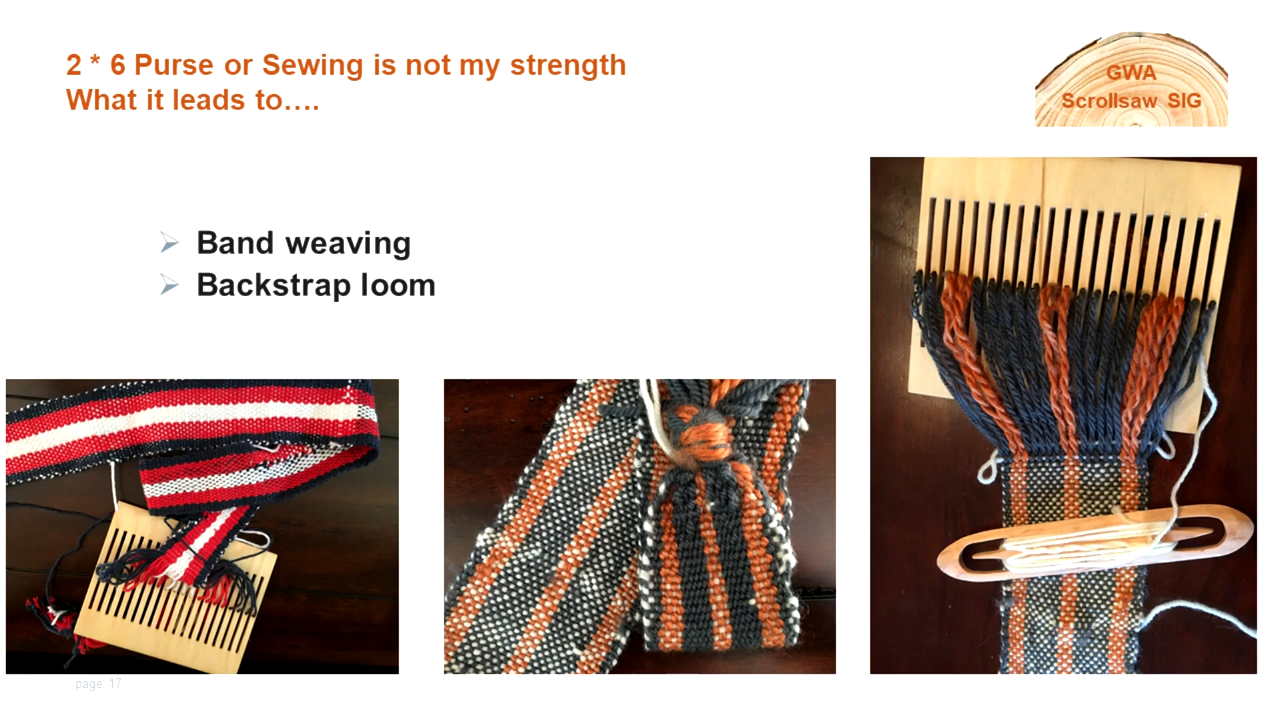 2 * 6 Purse or Sewing is not my strength
What it leads to….
GWA
Scrollsaw SIG
Band weaving
Backstrap loom
page 17